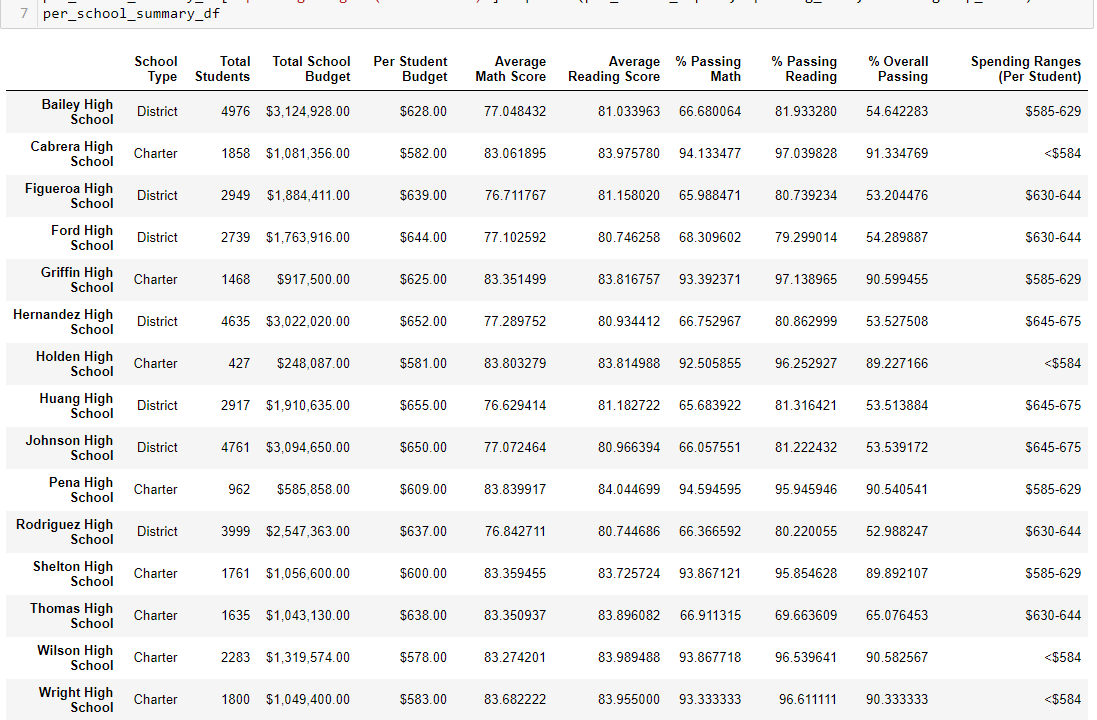 7 per_school_summary_df
School Type Total Students Total School Budget Per Student Budget Average Math Score Average Reading Score % Passing Math % Passing Reading % Overall Passing Spending Ranges (Per Student)
Bailey High School District 4976 $3,124,928.00 $628.00 77.048432 81.033963 66.680064 81.933280 54.642283 $585-629
Cabrera High School Charter 1858 $1,081,356.00 $582.00 83.061895 83.975780 94.133477 97.039828 91.334769 <$584
Figueroa High School District 2949 $1,884,411.00 $639.00 76.711767 81.158020 65.988471 80.739234 53.204476 $630-644
Ford High School District 2739 $1,763,916.00 $644.00 77.102592 80.746258 68.309602 79.299014 54.289887 $630-644
Griffin High School Charter 1468 $917,500.00 $625.00 83.351499 83.816757 93.392371 97.138965 90.599455 $585-629
Hernandez High School District 4635 $3,022,020.00 $652.00 77.289752 80.934412 66.752967 80.862999 53.527508 $645-675
Holden High School Charter 427 $248,087.00 $581.00 83.803279 83.814988 92.505855 96.252927 89.227166 <$584
Huang High School District 2917 $1,910,635.00 $655.00 76.629414 81.182722 65.683922 81.316421 53.513884 $645-675
Johnson High School District 4761 $3,094,650.00 $650.00 77.072464 80.966394 66.057551 81.222432 53.539172 $645-675
Pena High School Charter 962 $585,858.00 $609.00 83.839917 84.044699 94.594595 95.945946 90.540541 $585-629
Rodriguez High School District 3999 $2,547,363.00 $637.00 76.842711 80.744686 66.366592 80.220055 52.988247 $630-644
Shelton High School Charter 1761 $1,056,600.00 $600.00 83.359455 83.725724 93.867121 95.854628 89.892107 $585-629
Thomas High School Charter 1635 $1,043,130.00 $638.00 83.350937 83.896082 66.911315 69.663609 65.076453 $630-644
Wilson High School Charter 2283 $1,319,574.00 $578.00 83.274201 83.989488 93.867718 96.539641 90.582567 <$584
Wright High School Charter 1800 $1,049,400.00 $583.00 83.682222 83.955000 93.333333 96.611111 90.333333 <$584